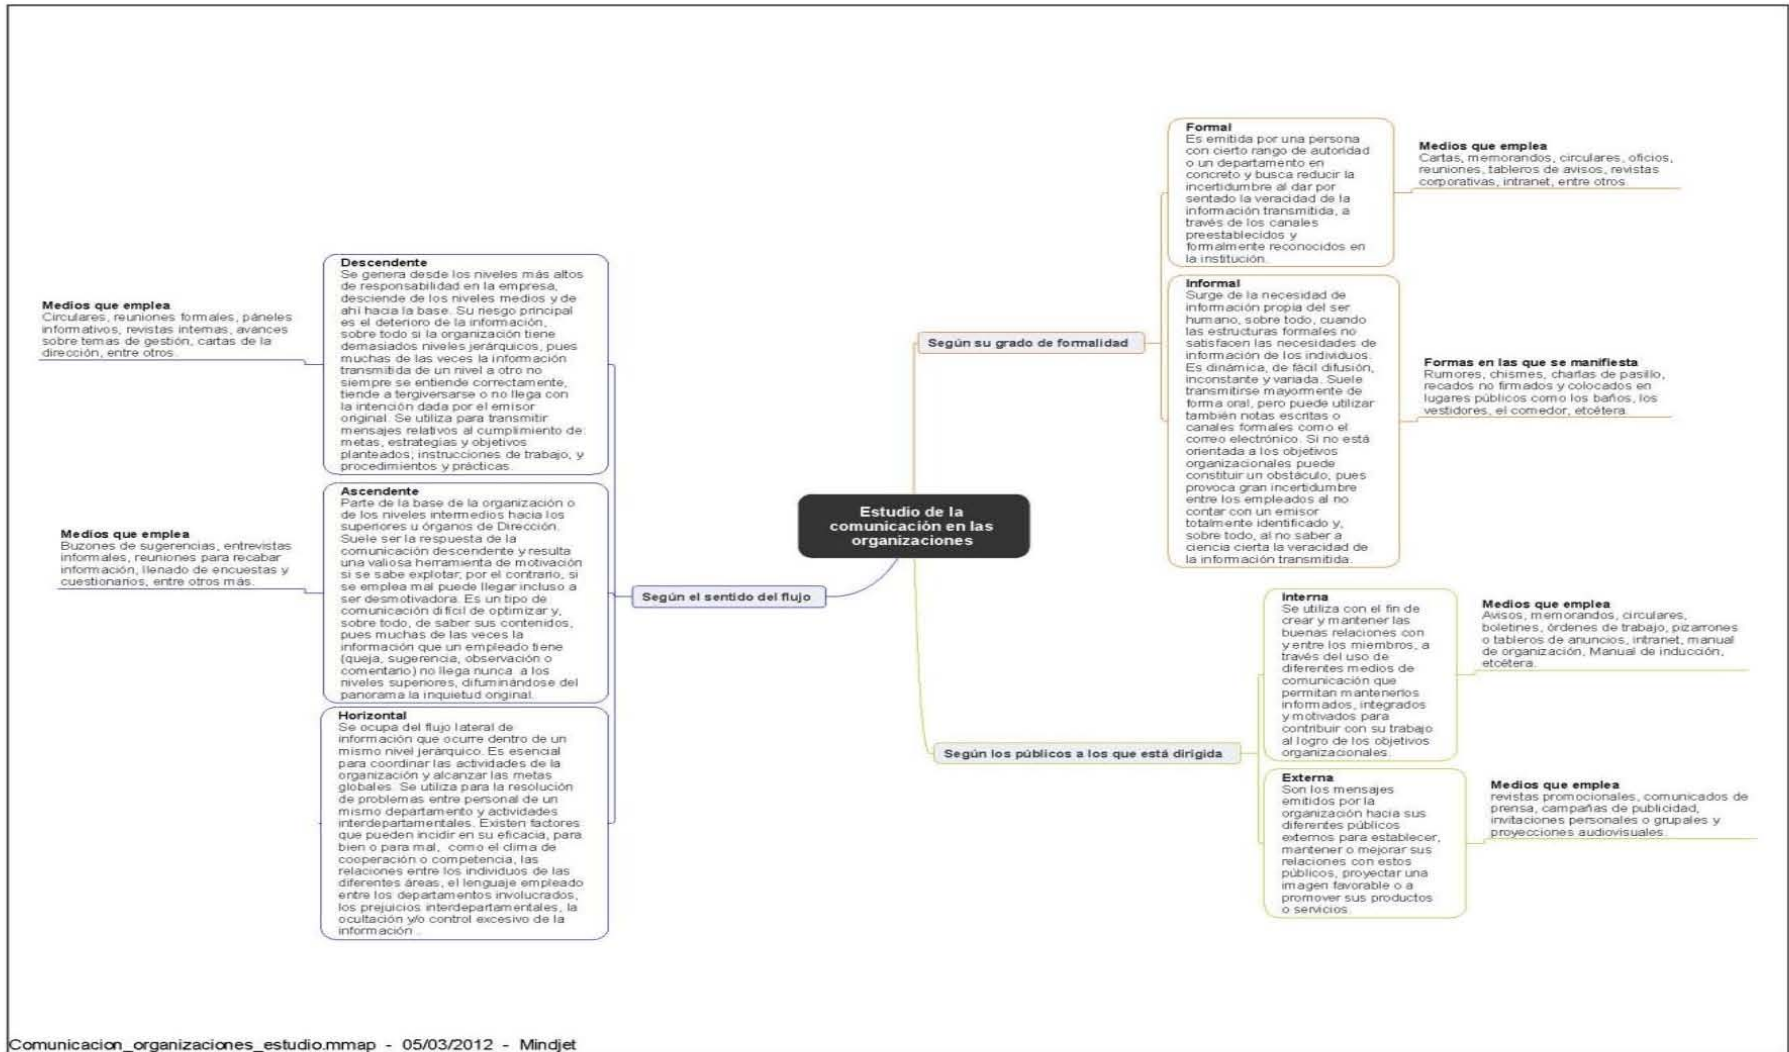 Estudio de la
comunicación en las
organizaciones
Según su grado de formalidad
Formal
Es emitida por una persona
con cierto rango de autoridad
o un departamento en
concreto y busca reducir la
incertidumbre al dar por
sentado la veracidad de la
información transmitida, a
través de los canales
preestablecidos y
formalmente reconocidos en
la institución.
Medios que emplea
Cartas, memorandos, circulares, oficios,
reuniones, tableros de avisos, revistas
corporativas, intranet, entre otros.
Informal
Surge de la necesidad de
información propia del ser
humano, sobre todo, cuando
las estructuras formales no
satisfacen las necesidades de
información de los individuos.
Es dinámica, de fácil difusión,
inconstante y variada. Suele
transmitirse mayormente de
forma oral, pero puede utilizar
también notas escritas o
canales formales como el
correo electrónico. Si no está
orientada a los objetivos
organizacionales puede
constituir un obstáculo, pues
provoca gran incertidumbre
entre los empleados al no
contar con un emisor
totalmente identificado y,
sobre todo, al no saber a
ciencia cierta la veracidad de
la información transmitida.
Formas en las que se manifiesta
Rumores, chismes, charlas de pasillo,
recados no firmados y colocados en
lugares públicos como los baños, los
vestidores, el comedor, etcétera.
Según los públicos a los que está dirigida
Interna
Se utiliza con el fin de
crear y mantener las
buenas relaciones con
y entre los miembros, a
través del uso de
diferentes medios de
comunicación que
permitan mantenerlos
informados, integrados
y motivados para
contribuir con su trabajo
al logro de los objetivos
organizacionales.
Medios que emplea
Avisos, memorandos, circulares,
boletines, órdenes de trabajo, pizarrones
o tableros de anuncios, intranet, manual
de organización, Manual de inducción,
etcétera.
Externa
Son los mensajes
emitidos por la
organización hacia sus
diferentes públicos
externos para establecer,
mantener o mejorar sus
relaciones con estos
públicos, proyectar una
imagen favorable o a
promover sus productos
o servicios.
Medios que emplea
revistas promocionales, comunicados de
prensa, campañas de publicidad,
invitaciones personales o grupales y
proyecciones audiovisuales.
Según el sentido del flujo
Descendente
Se genera desde los niveles más altos
de responsabilidad en la empresa,
desciende de los niveles medios y de
ahí hacia la base. Su riesgo principal
es el deterioro de la información,
sobre todo si la organización tiene
demasiados niveles jerárquicos, pues
muchas de las veces la información
transmitida de un nivel a otro no
siempre se entiende correctamente,
tiende a tergiversarse o no llega con
la intención dada por el emisor
original. Se utiliza para transmitir
mensajes relativos al cumplimiento de:
metas, estrategias y objetivos
planteados; instrucciones de trabajo, y
procedimientos y prácticas.
Medios que emplea
Circulares, reuniones formales, páneles
informativos, revistas internas, avances
sobre temas de gestión, cartas de la
dirección, entre otros.
Ascendente
Parte de la base de la organización o
de los niveles intermedios hacia los
superiores u órganos de Dirección.
Suele ser la respuesta de la
comunicación descendente y resulta
una valiosa herramienta de motivación
si se sabe explotar; por el contrario, si
se emplea mal puede llegar incluso a
ser desmotivadora. Es un tipo de
comunicación difícil de optimizar y,
sobre todo, de saber sus contenidos,
pues muchas de las veces la
información que un empleado tiene
(queja, sugerencia, observación o
comentario) no llega nunca a los
niveles superiores, difuminándose del
panorama la inquietud original.
Medios que emplea
Buzones de sugerencias, entrevistas
informales, reuniones para recabar
información, llenado de encuestas y
cuestionarios, entre otros más.
Horizontal
Se ocupa del flujo lateral de
información que ocurre dentro de un
mismo nivel jerárquico. Es esencial
para coordinar las actividades de la
organización y alcanzar las metas
globales. Se utiliza para la resolución
de problemas entre personal de un
mismo departamento y actividades
interdepartamentales. Existen factores
que pueden incidir en su eficacia, para
bien o para mal, como el clima de
cooperación o competencia, las
relaciones entre los individuos de las
diferentes áreas, el lenguaje empleado
entre los departamentos involucrados,
los prejuicios interdepartamentales, la
ocultación y/o control excesivo de la
información .
Comunicacion_organizaciones_estudio.mmap - 05/03/2012 - Mindjet